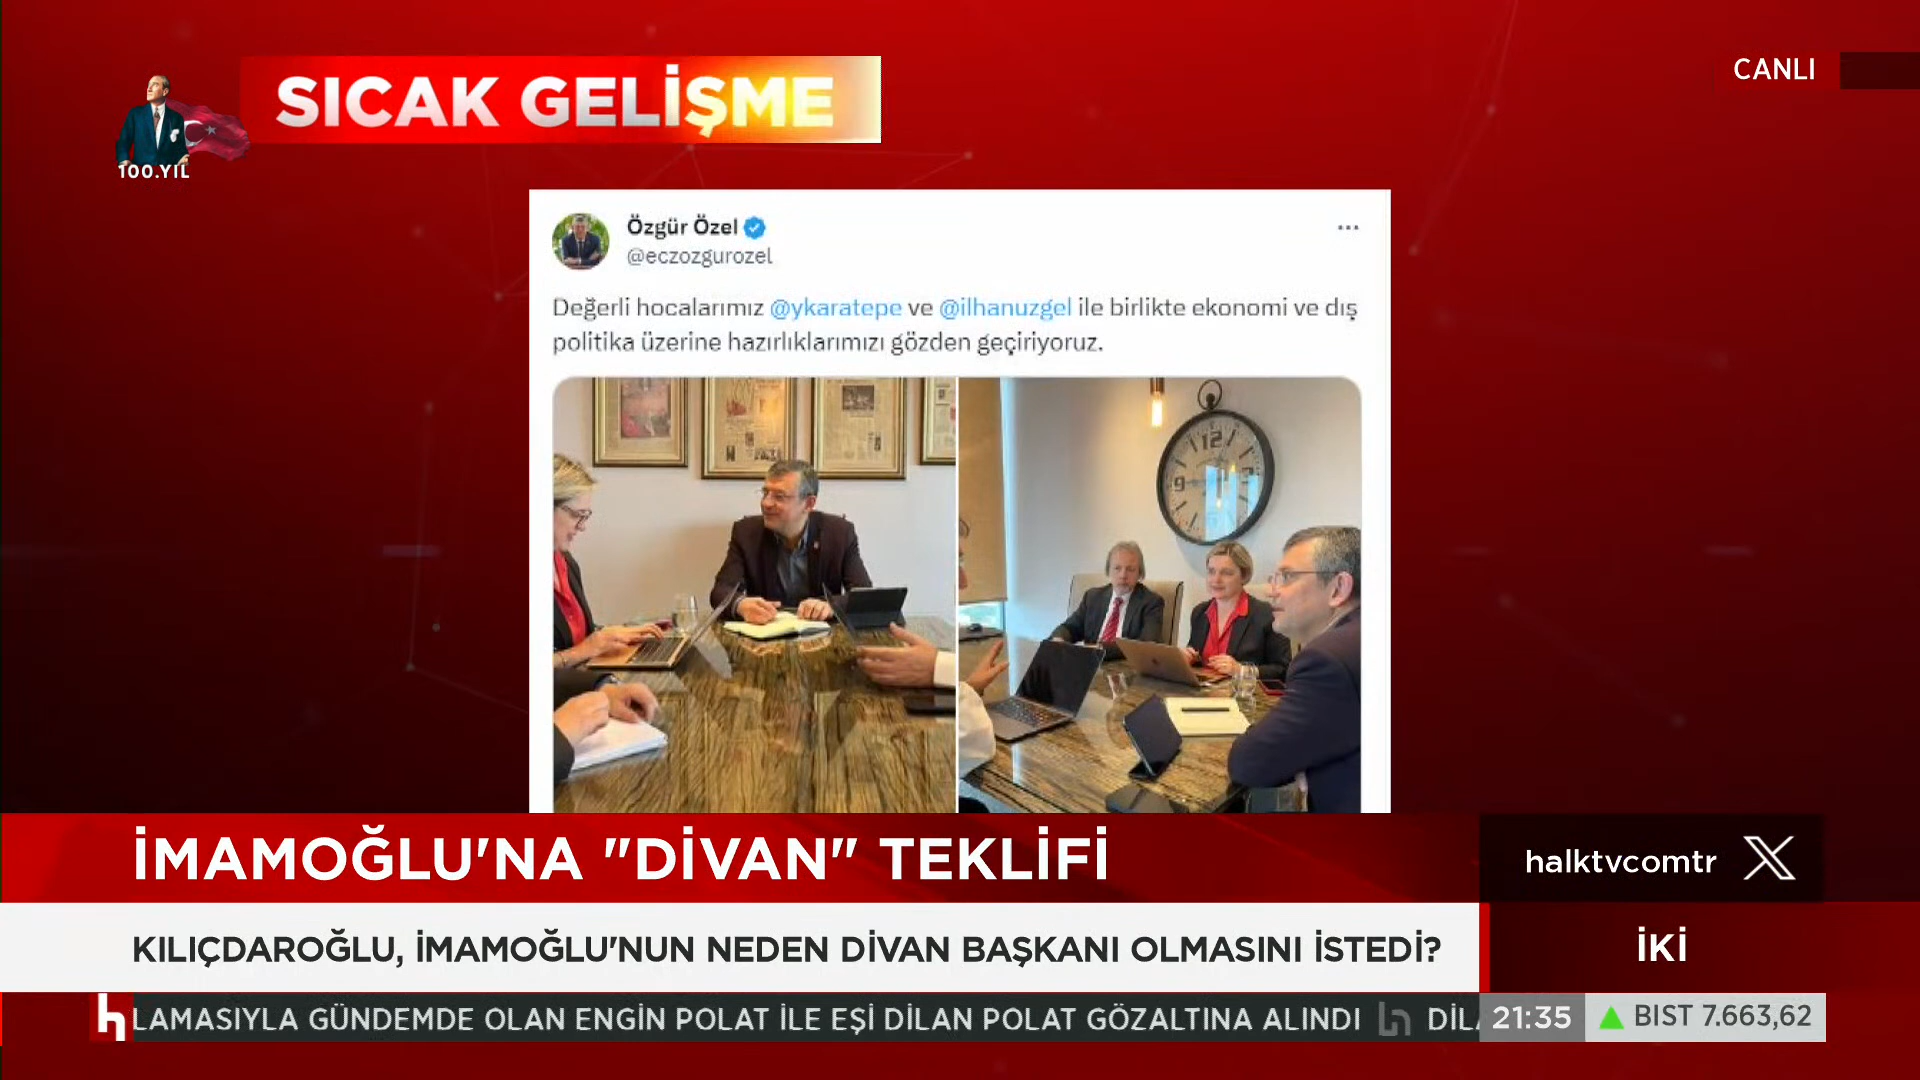 SICAK GELİŞME
CANLI
100.YIL
Özgür Özel
@eczozgurozel
Değerli hocalarımız @ykaratepe ve @ilhanuzgel ile birlikte ekonomi ve dış
politika üzerine hazırlıklarımızı gözden geçiriyoruz.
12
9
İMAMOĞLU'NA "DİVAN" TEKLİFİ
halktvcomtr X
KILIÇDAROĞLU, İMAMOĞLU'NUN NEDEN DİVAN BAŞKANI OLMASINI İSTEDİ?
İKİ
h LAMASIYLA GÜNDEMDE OLAN ENGİN POLAT İLE EŞİ DİLAN POLAT GÖZALTINA ALINDI h DİL
21:35
BIST 7.663,62